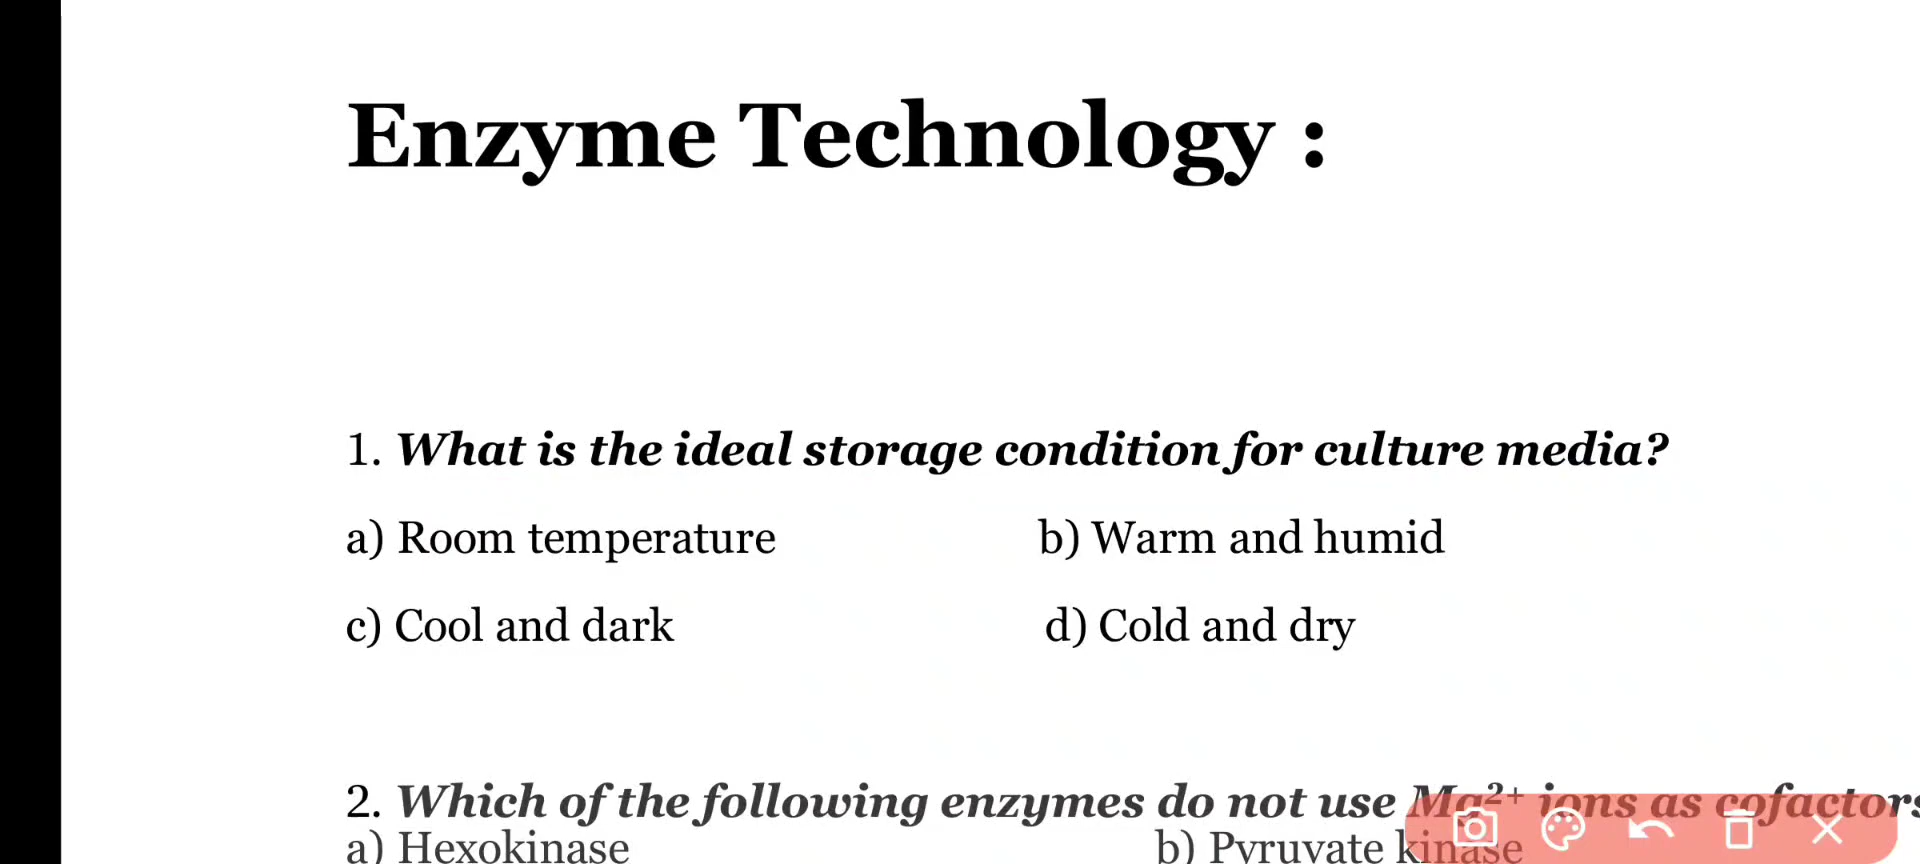 Enzyme Technology :
1. What is the ideal storage condition for culture media?
a) Room temperature b) Warm and humid
c) Cool and dark d) Cold and dry
2. Which of the following enzymes do not use Mg²⁺ ions as cofactors
a) Hexokinase b) Pyruvate kinase